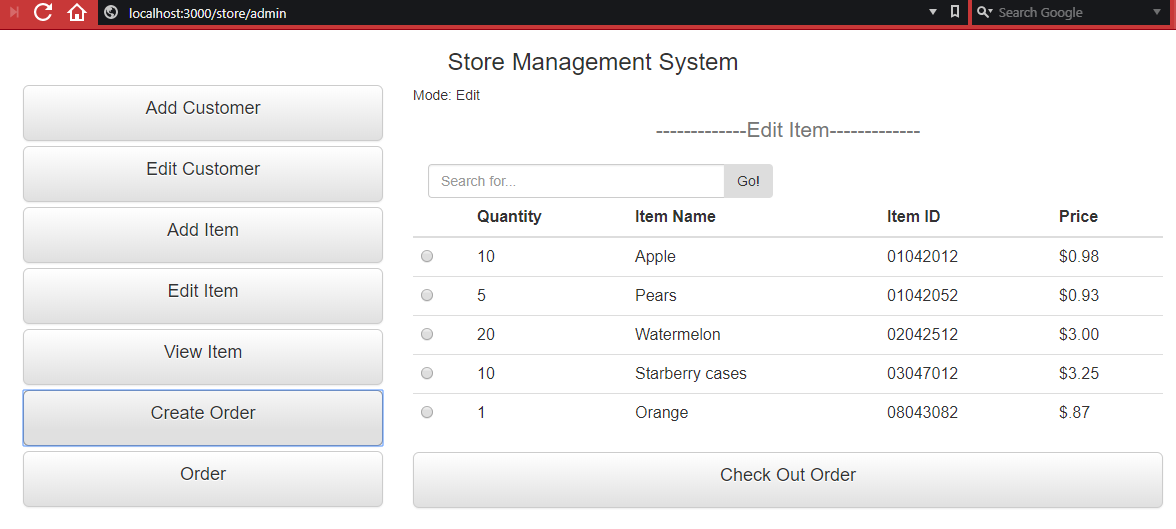 localhost:3000/store/admin
Search Google
Store Management System
Add Customer
Edit Customer
Add Item
Edit Item
View Item
Create Order
Order
Mode: Edit
-------------Edit Item-------------
Search for...
Go!
Quantity Item Name Item ID Price
10 Apple 01042012 $0.98
5 Pears 01042052 $0.93
20 Watermelon 02042512 $3.00
10 Starberry cases 03047012 $3.25
1 Orange 08043082 $.87
Check Out Order